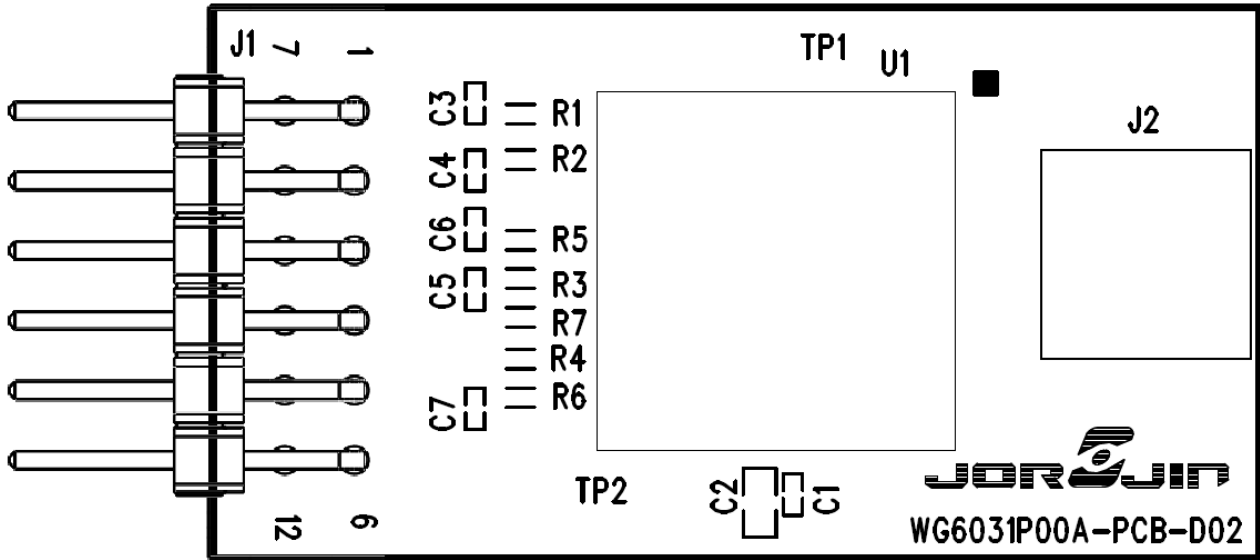 J1
7
1
TP1
U1
J2
C3
R1
C4
R2
C6
R5
C5
R3
R7
R4
C7
R6
TP2
C2
C1
12
6
JORJIN
WG6031P00A-PCB-D02